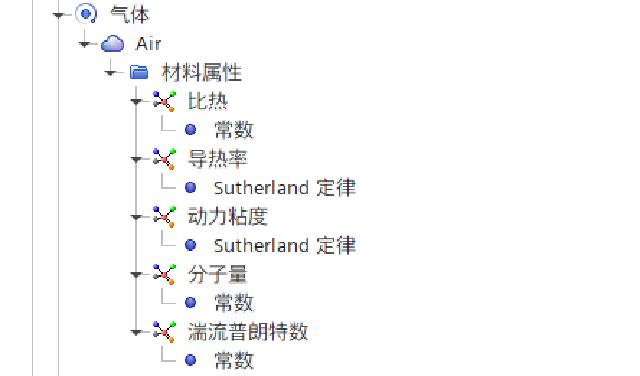 气体
Air
材料属性
比热
常数
导热率
Sutherland 定律
动力粘度
Sutherland 定律
分子量
常数
湍流普朗特数
常数